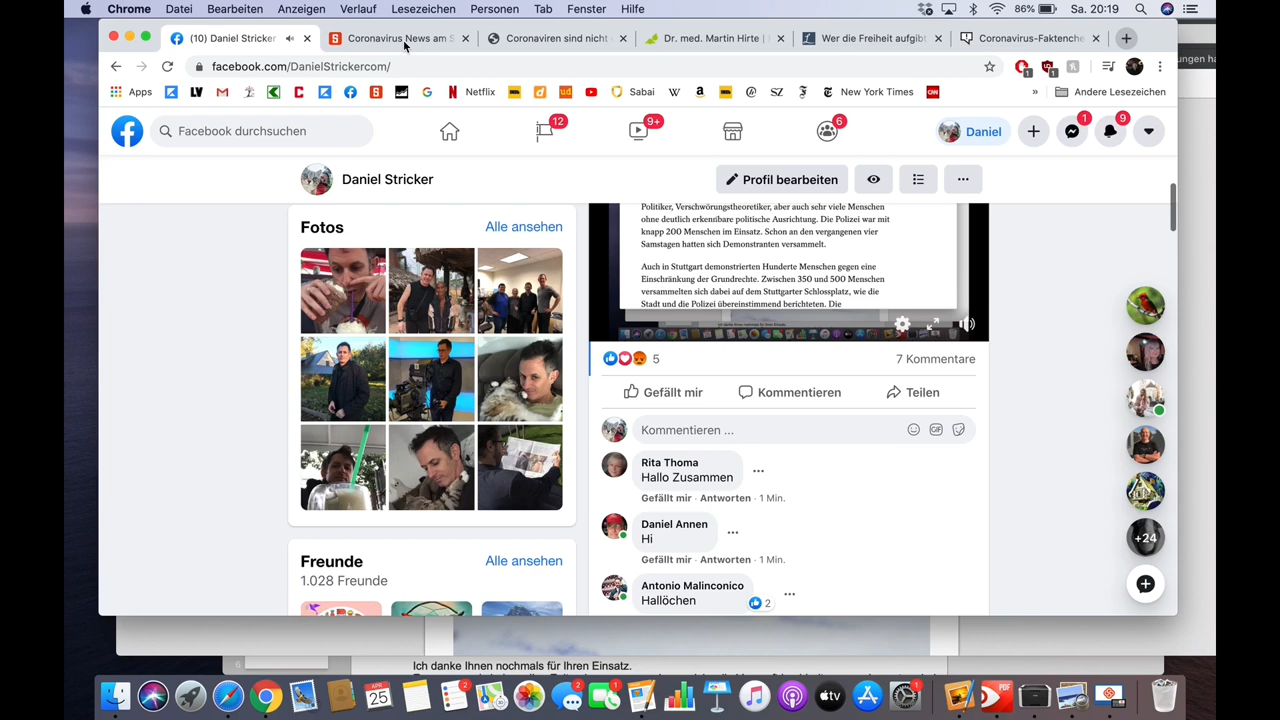 Chrome Datei Bearbeiten Anzeigen Verlauf Lesezeichen Personen Tab Fenster Hilfe 86% Sa. 20:19
(10) Daniel Stricker Coronavirus News am S Coronaviren sind nicht Dr. med. Martin Hirte | Wer die Freiheit aufgibt Coronavirus-Faktenche
facebook.com/DanielStrickercom/
Apps Netflix Sabai New York Times Andere Lesezeichen
Facebook durchsuchen 12 9+ 6 Daniel 1 9
Daniel Stricker Profil bearbeiten
Fotos Alle ansehen
Politiker, Verschwörungstheoretiker, aber auch sehr viele Menschen
ohne deutlich erkennbare politische Ausrichtung. Die Polizei war mit
knapp 200 Menschen im Einsatz. Schon an den vergangenen vier
Samstagen hatten sich Demonstranten versammelt.
Auch in Stuttgart demonstrierten Hunderte Menschen gegen eine
Einschränkung der Grundrechte. Zwischen 350 und 500 Menschen
versammelten sich dabei auf dem Stuttgarter Schlossplatz, wie die
Stadt und die Polizei übereinstimmend berichteten. Die
5 7 Kommentare
Gefällt mir Kommentieren Teilen
Kommentieren ...
GIF
Rita Thoma
Hallo Zusammen
Gefällt mir · Antworten · 1 Min.
Daniel Annen
Hi
Gefällt mir · Antworten · 1 Min.
Antonio Malinconico
Hallöchen
2
+24
Freunde Alle ansehen
1.028 Freunde
6
Ich danke Ihnen nochmals für Ihren Einsatz.
APR
25
2
2
1
tv